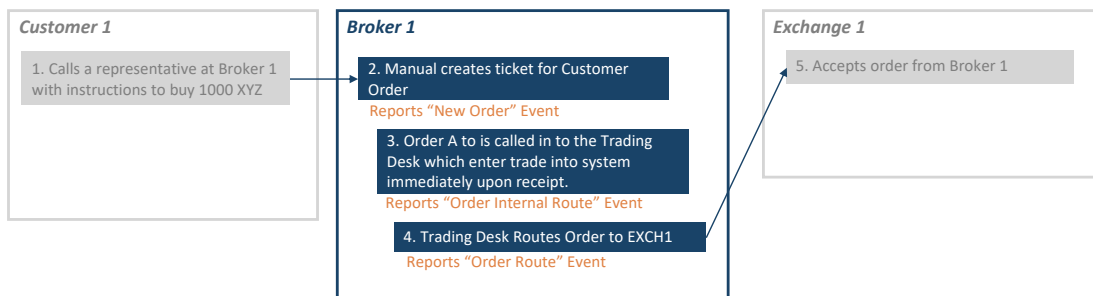 Customer 1
1. Calls a representative at Broker 1
with instructions to buy 1000 XYZ
Broker 1
2. Manual creates ticket for Customer
Order
Reports “New Order” Event
3. Order A to is called in to the Trading
Desk which enter trade into system
immediately upon receipt.
Reports “Order Internal Route” Event
4. Trading Desk Routes Order to EXCH1
Reports “Order Route” Event
Exchange 1
5. Accepts order from Broker 1